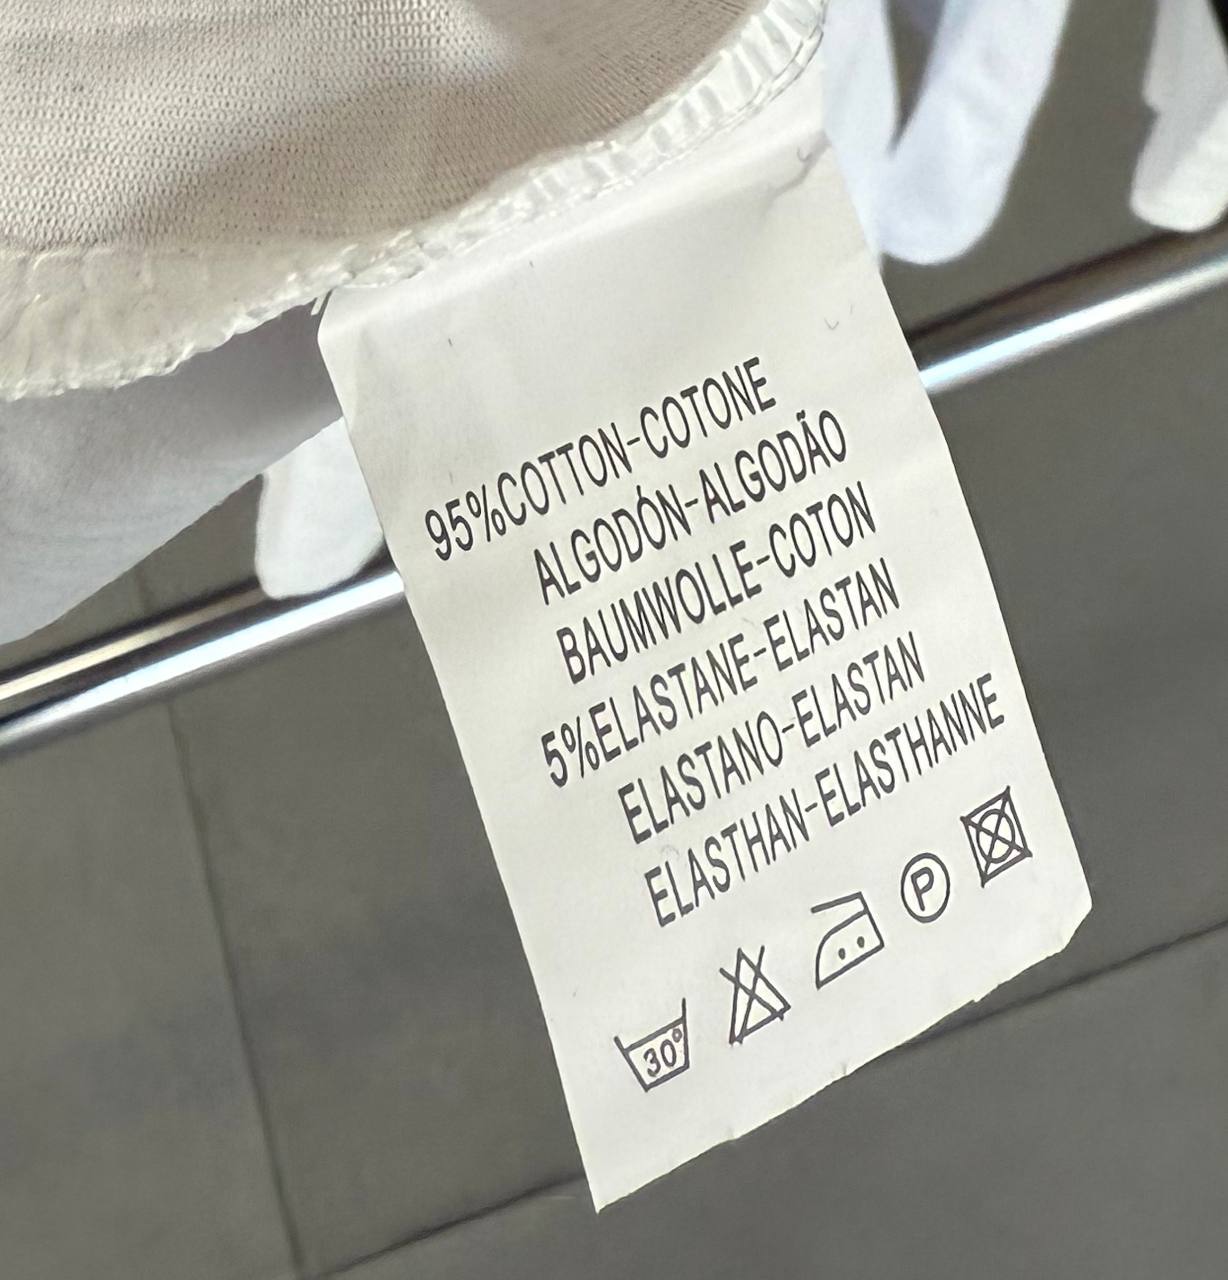 95%COTTON-COTONE
ALGODÓN-ALGODÃO
BAUMWOLLE-COTON
5%ELASTANE-ELASTAN
ELASTANO-ELASTAN
ELASTHAN-ELASTHANNE
30° P